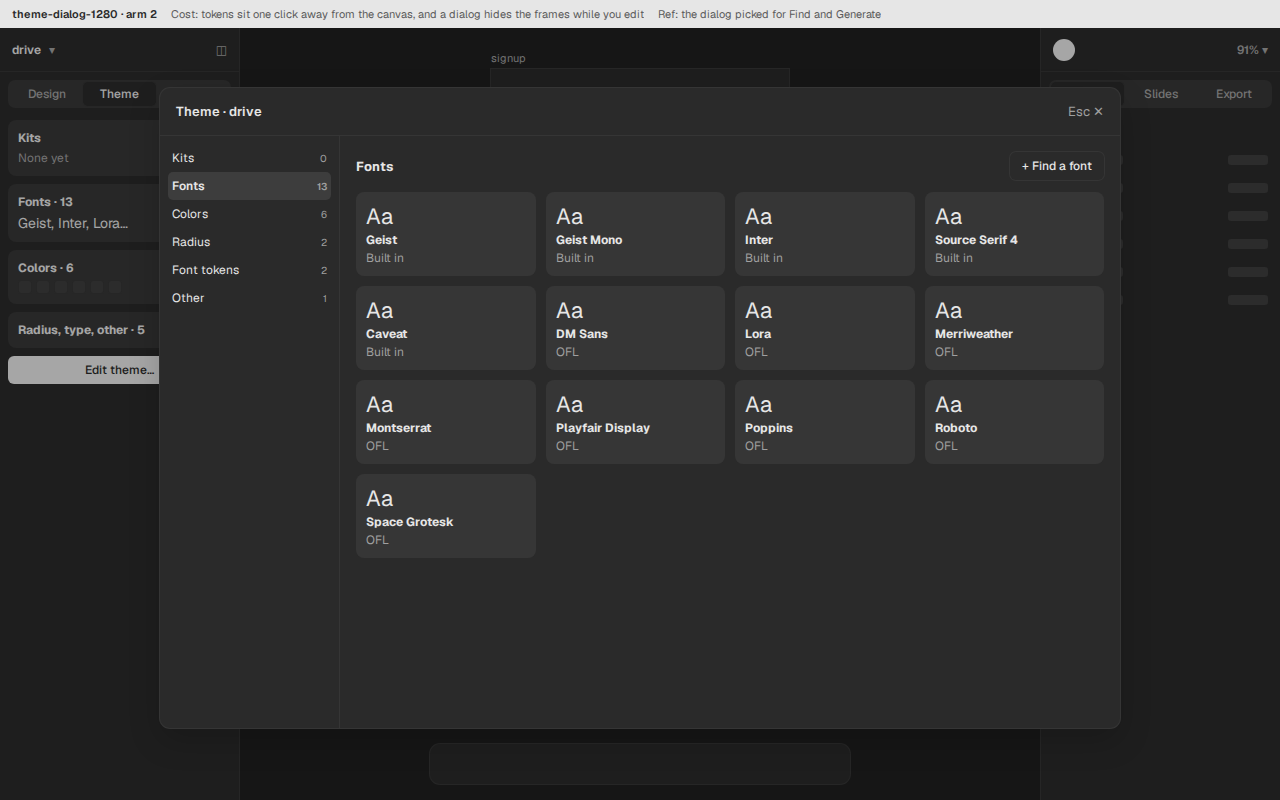 theme-dialog-1280 · arm 2 Cost: tokens sit one click away from the canvas, and a dialog hides the frames while you edit Ref: the dialog picked for Find and Generate
drive ▾
signup
91% ▾
Design Theme
Slides Export
Kits
None yet
Fonts · 13
Geist, Inter, Lora…
Colors · 6
Radius, type, other · 5
Edit theme…
Theme · drive
Esc ✕
Kits 0
Fonts 13
Colors 6
Radius 2
Font tokens 2
Other 1
Fonts
+ Find a font
Aa
Geist
Built in
Aa
Geist Mono
Built in
Aa
Inter
Built in
Aa
Source Serif 4
Built in
Aa
Caveat
Built in
Aa
DM Sans
OFL
Aa
Lora
OFL
Aa
Merriweather
OFL
Aa
Montserrat
OFL
Aa
Playfair Display
OFL
Aa
Poppins
OFL
Aa
Roboto
OFL
Aa
Space Grotesk
OFL